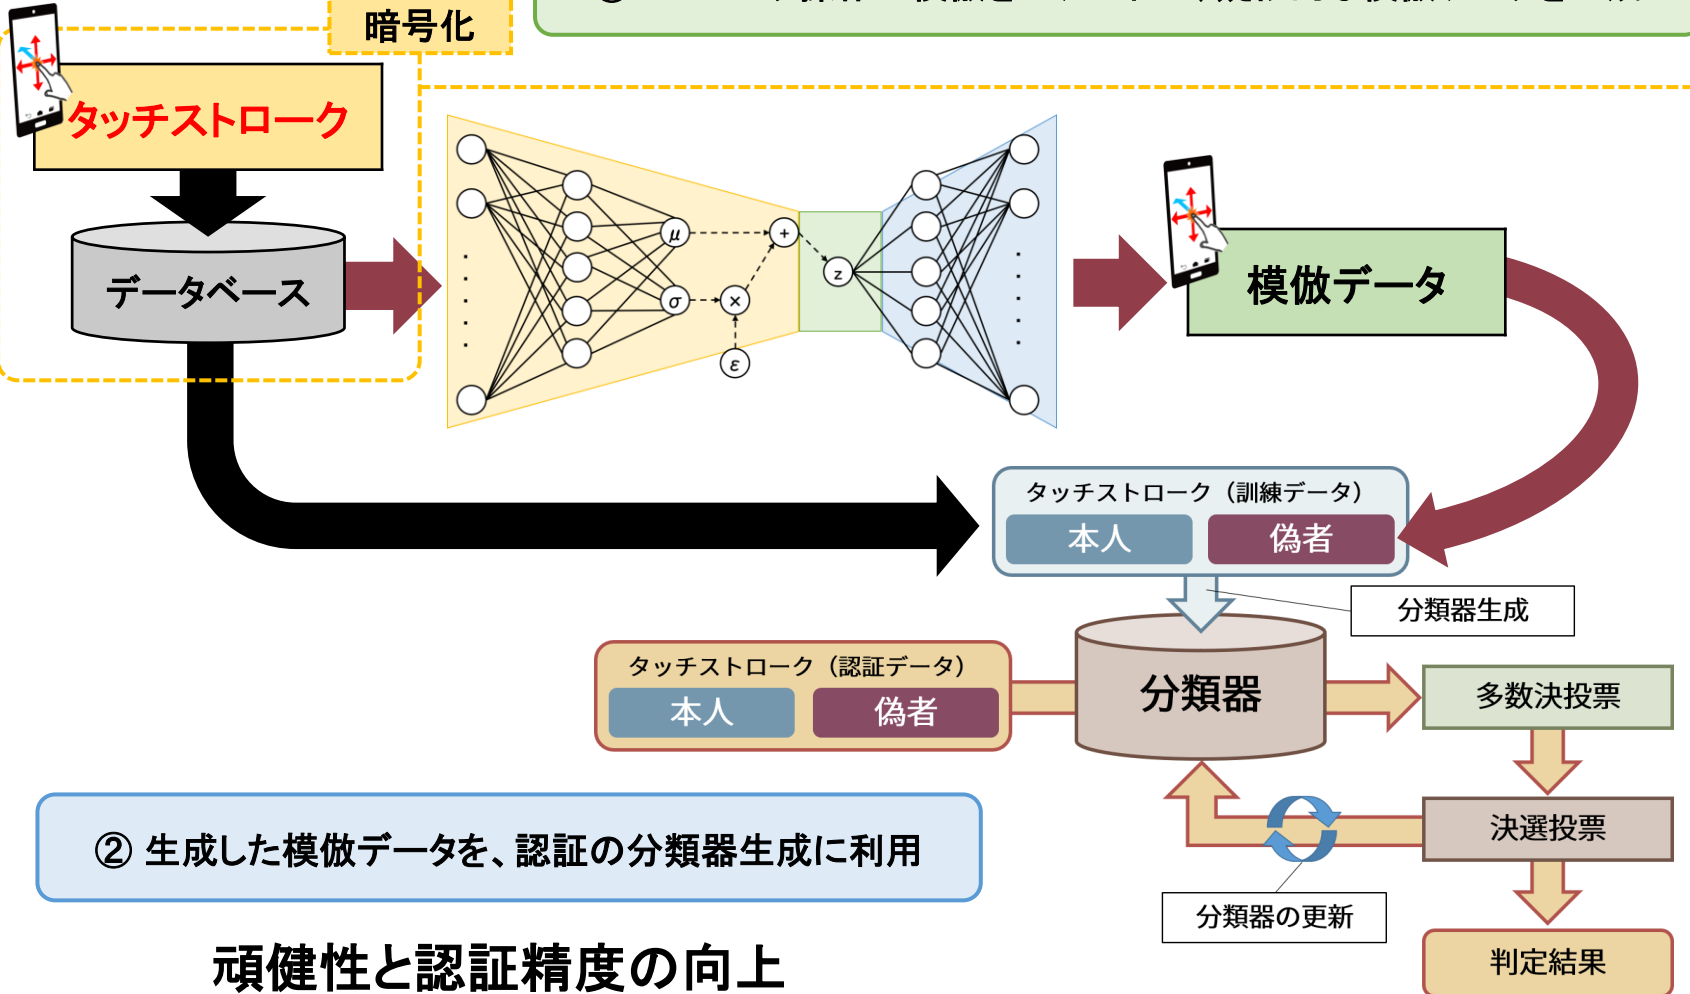 暗号化
タッチストローク
データベース
μ
σ
+
×
ε
z
模倣データ
タッチストローク（訓練データ）
本人
偽者
分類器生成
タッチストローク（認証データ）
本人
偽者
分類器
多数決投票
決選投票
分類器の更新
判定結果
② 生成した模倣データを、認証の分類器生成に利用
頑健性と認証精度の向上